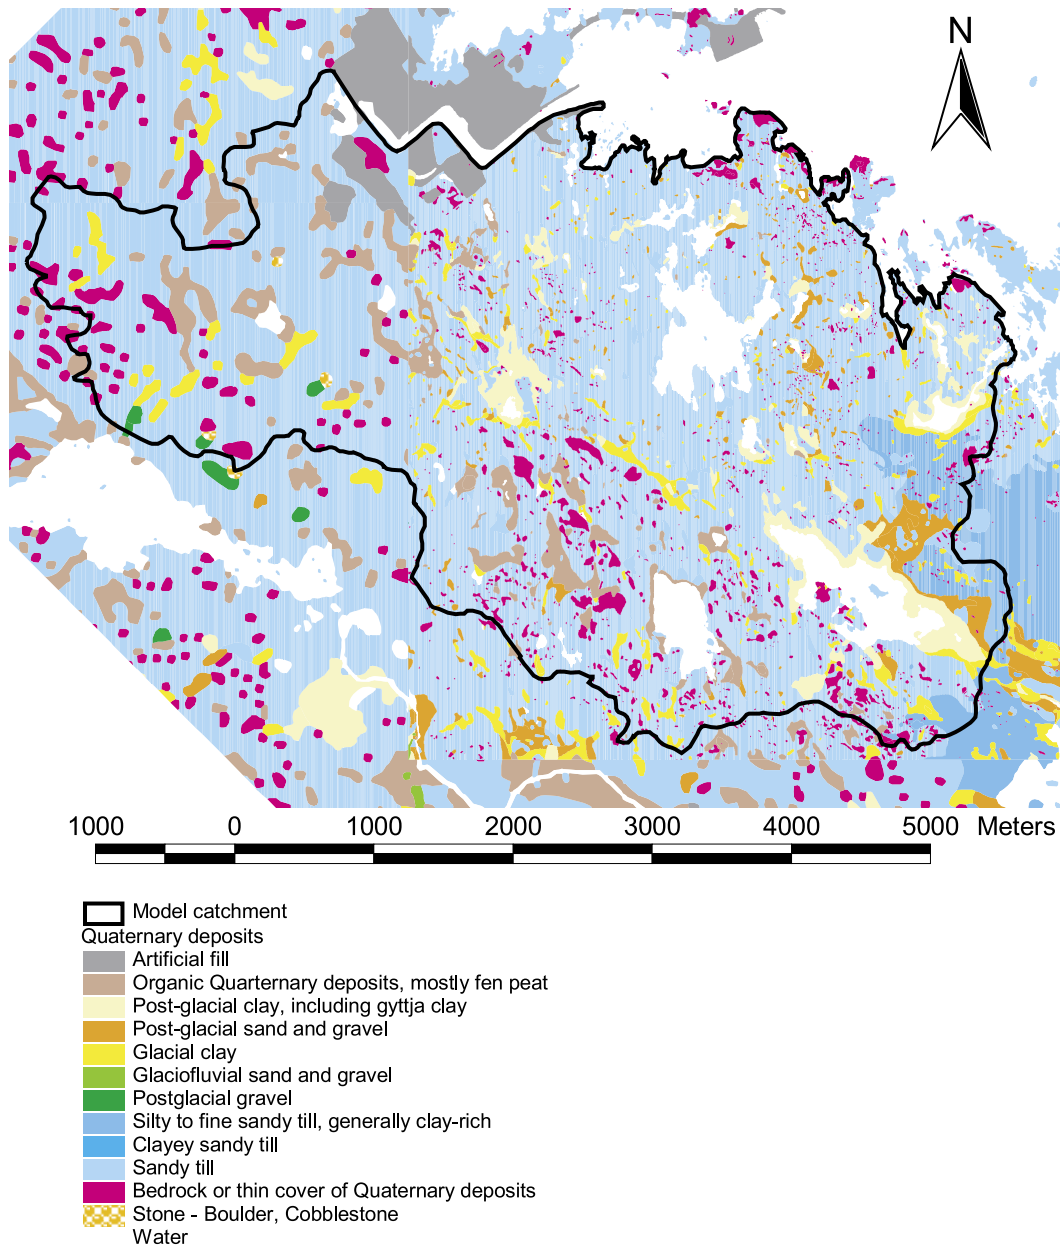 N
1000 0 1000 2000 3000 4000 5000 Meters
Model catchment
Quaternary deposits
Artificial fill
Organic Quarternary deposits, mostly fen peat
Post-glacial clay, including gyttja clay
Post-glacial sand and gravel
Glacial clay
Glaciofluvial sand and gravel
Postglacial gravel
Silty to fine sandy till, generally clay-rich
Clayey sandy till
Sandy till
Bedrock or thin cover of Quaternary deposits
Stone - Boulder, Cobblestone
Water